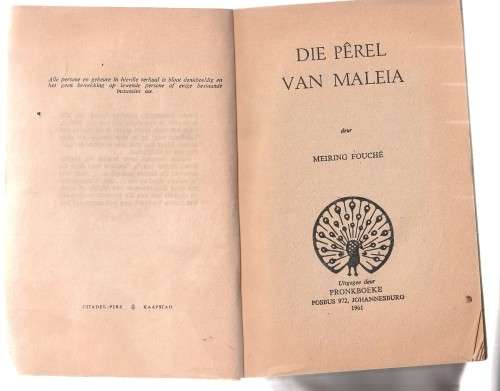 Alle persone en gebeure in hierdie verhaal is bloot denkbeeldig en
het geen betrekking op lewende persone of enige bestaande
instansies nie.
CITADEL-PERS KAAPSTAD
DIE PÊREL
VAN MALEIA
deur
MEIRING FOUCHÉ
Uitgegee deur
PRONKBOEKE
POSBUS 972, JOHANNESBURG
1961